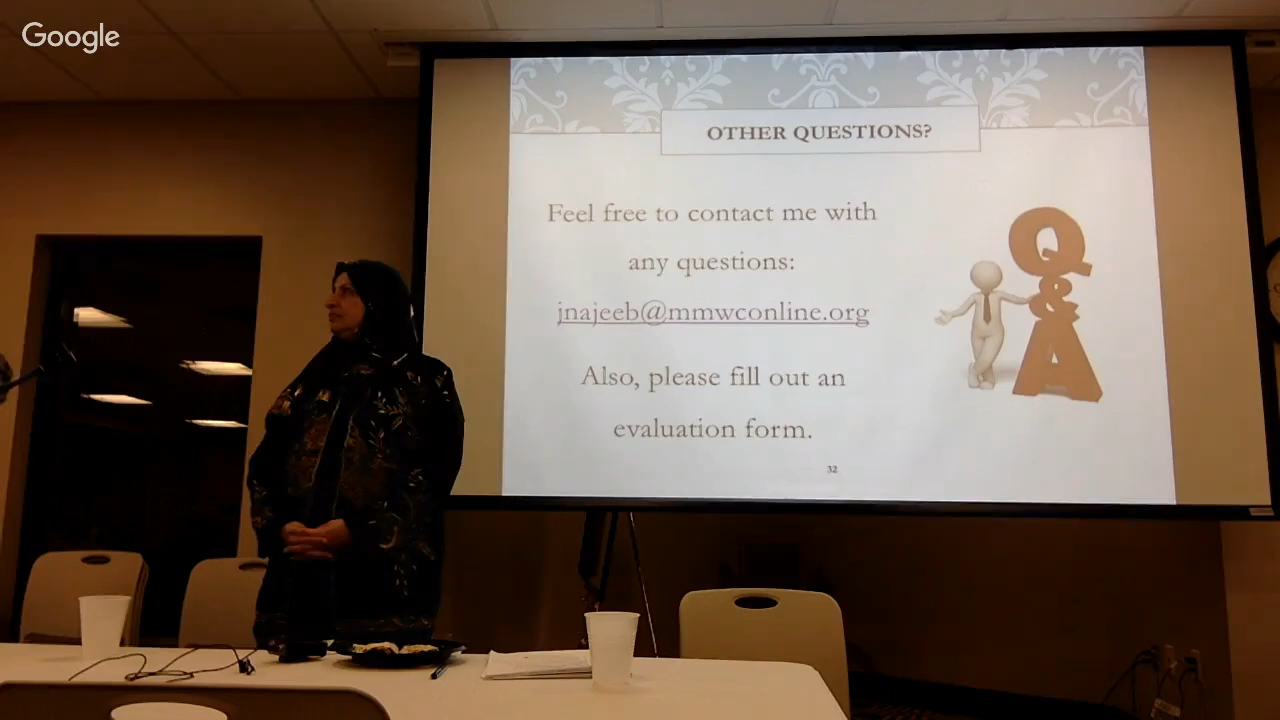 Google
OTHER QUESTIONS?
Feel free to contact me with
any questions:
jnajeeb@mmwconline.org
Also, please fill out an
evaluation form.
Q
&
A
32